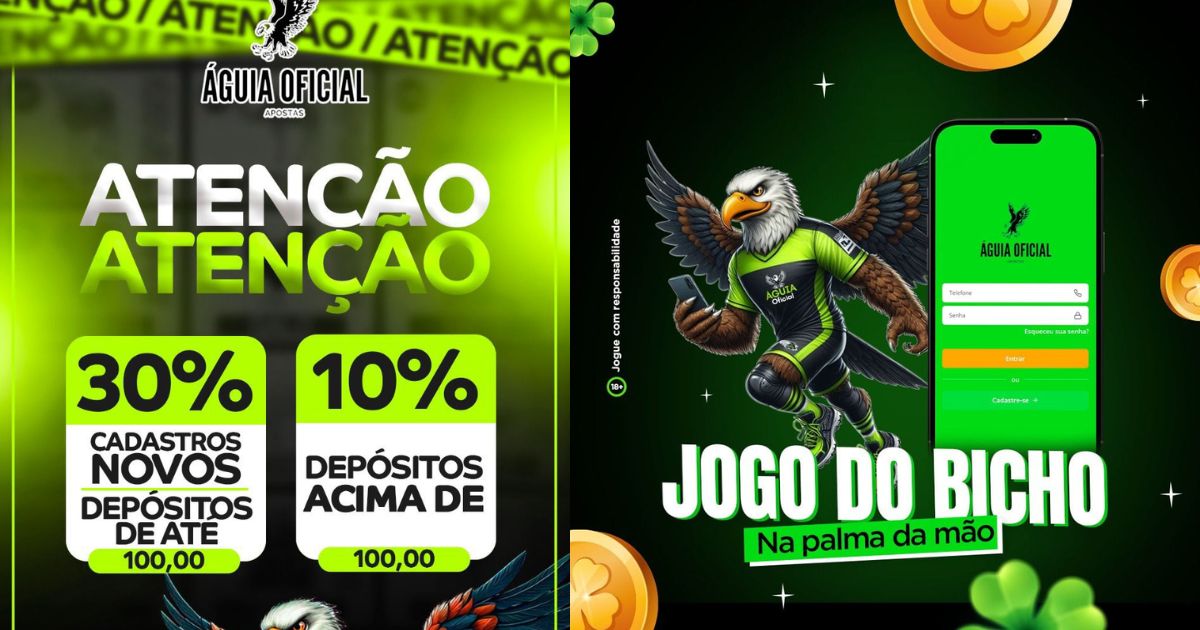 ATENÇÃO / ATENÇÃO / ATENÇÃO
ÁGUIA OFICIAL
APOSTAS
ATENÇÃO
ATENÇÃO
30%
CADASTROS
NOVOS
DEPÓSITOS
DE ATÉ
100,00
10%
DEPÓSITOS
ACIMA DE
100,00
18+ Jogue com responsabilidade
ÁGUIA
Oficial
ÁGUIA OFICIAL
Telefone
Senha
Esqueceu sua senha?
Entrar
ou
Cadastre-se →
JOGO DO BICHO
Na palma da mão